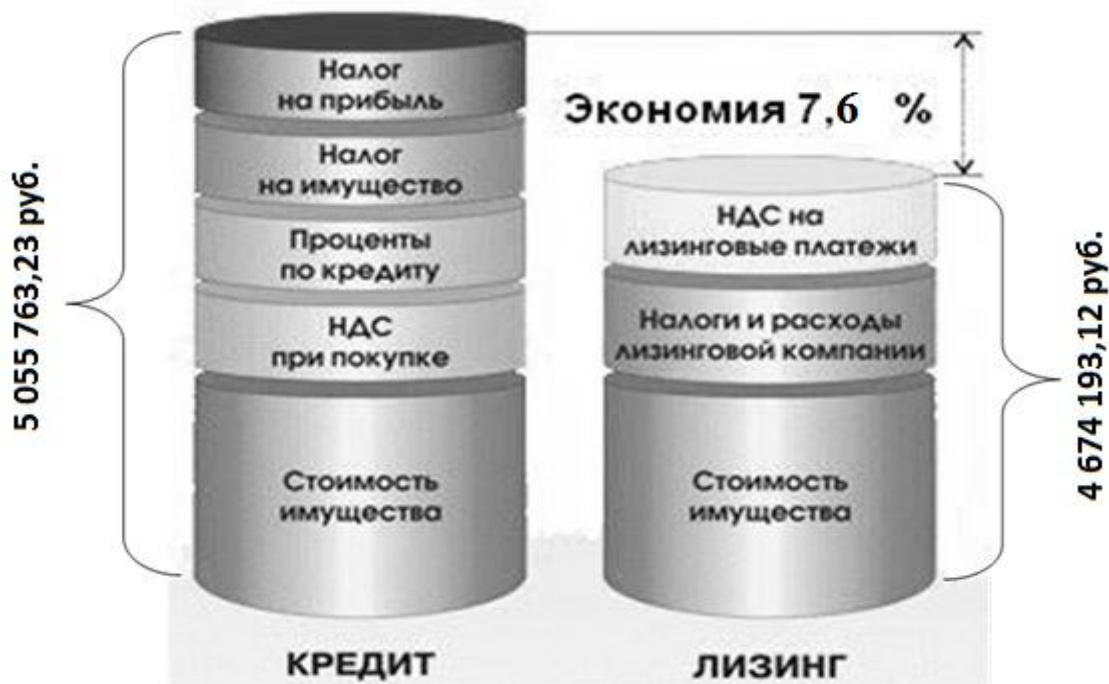 5 055 763,23 руб.
Налог
на прибыль
Налог
на имущество
Проценты
по кредиту
НДС
при покупке
Стоимость
имущества
КРЕДИТ
Экономия 7,6 %
НДС на
лизинговые платежи
Налоги и расходы
лизинговой компании
Стоимость
имущества
ЛИЗИНГ
4 674 193,12 руб.